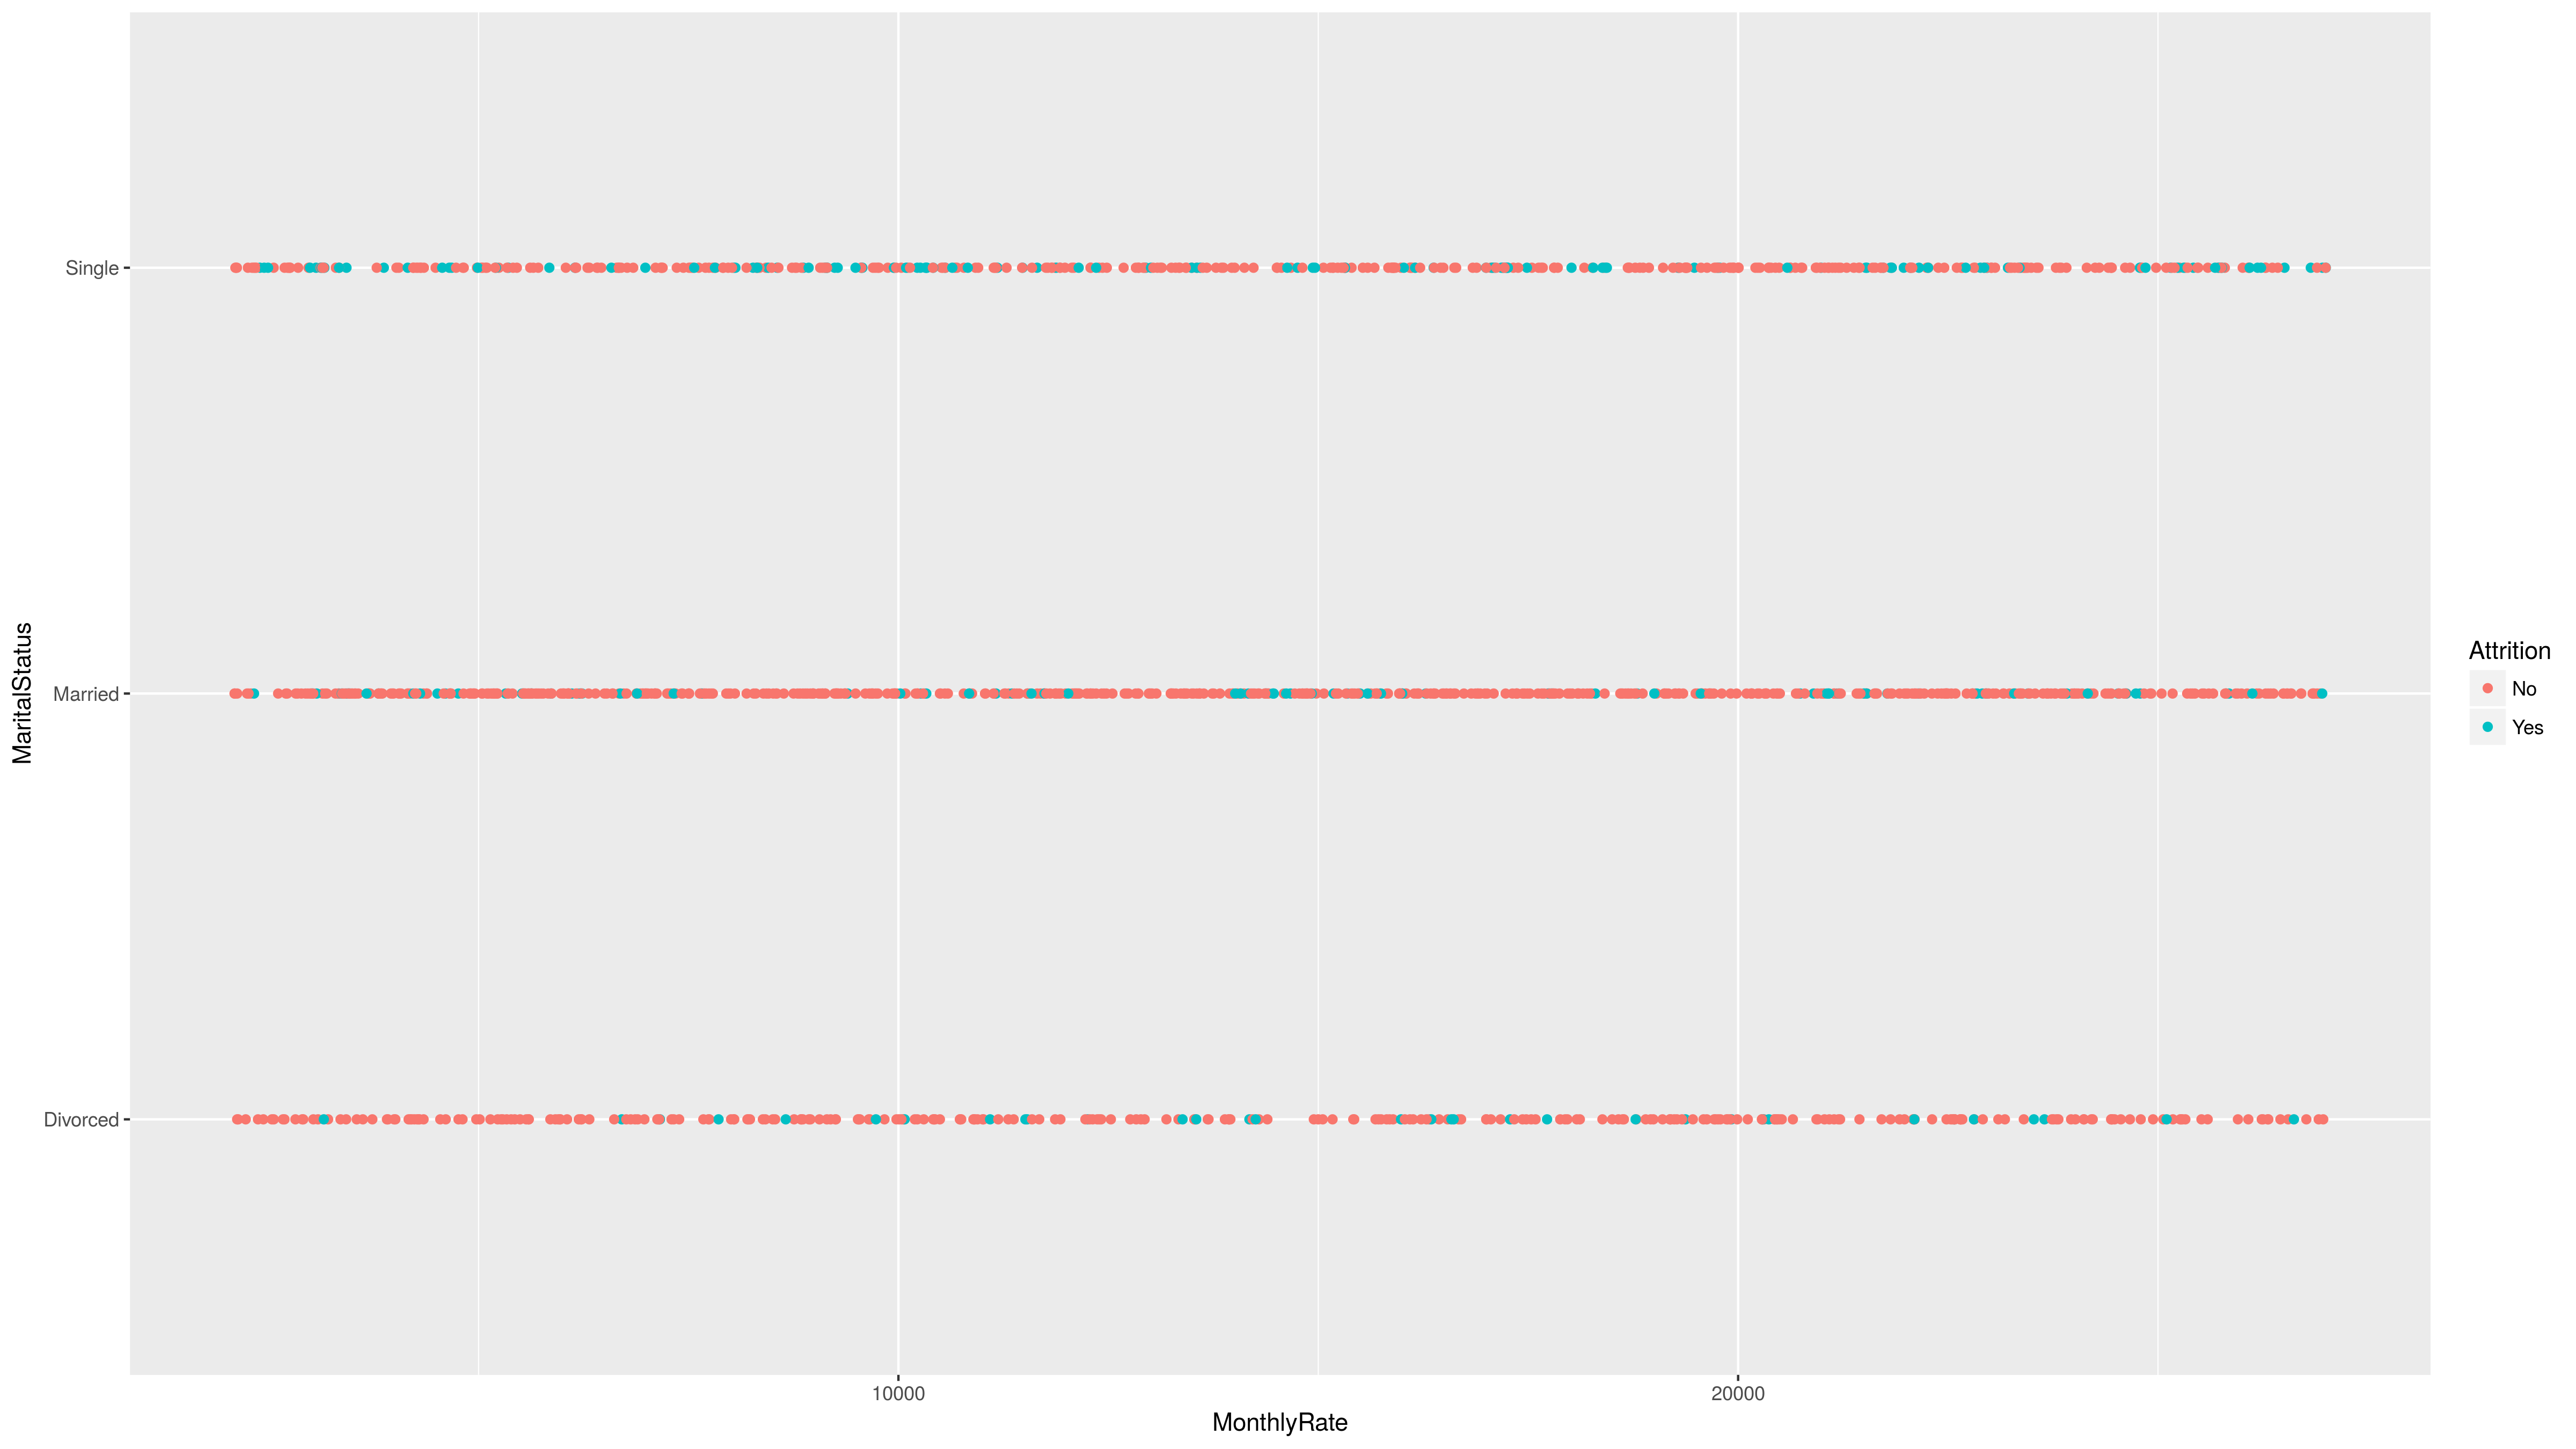 MaritalStatus
Single
Married
Divorced
10000
20000
MonthlyRate
Attrition
No
Yes